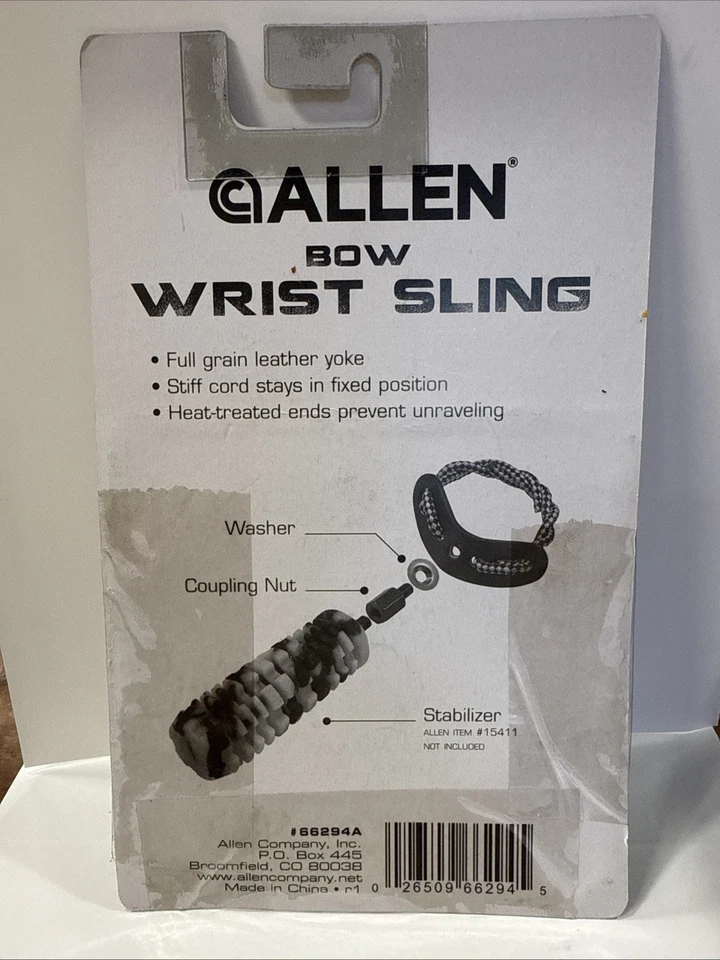 ALLEN®
BOW
WRIST SLING
• Full grain leather yoke
• Stiff cord stays in fixed position
• Heat-treated ends prevent unraveling
Washer
Coupling Nut
Stabilizer
ALLEN ITEM #15411
NOT INCLUDED
#66294A
Allen Company, Inc.
P.O. Box 445
Broomfield, CO 80038
www.allencompany.net
Made in China • r1
0 26509 66294 5